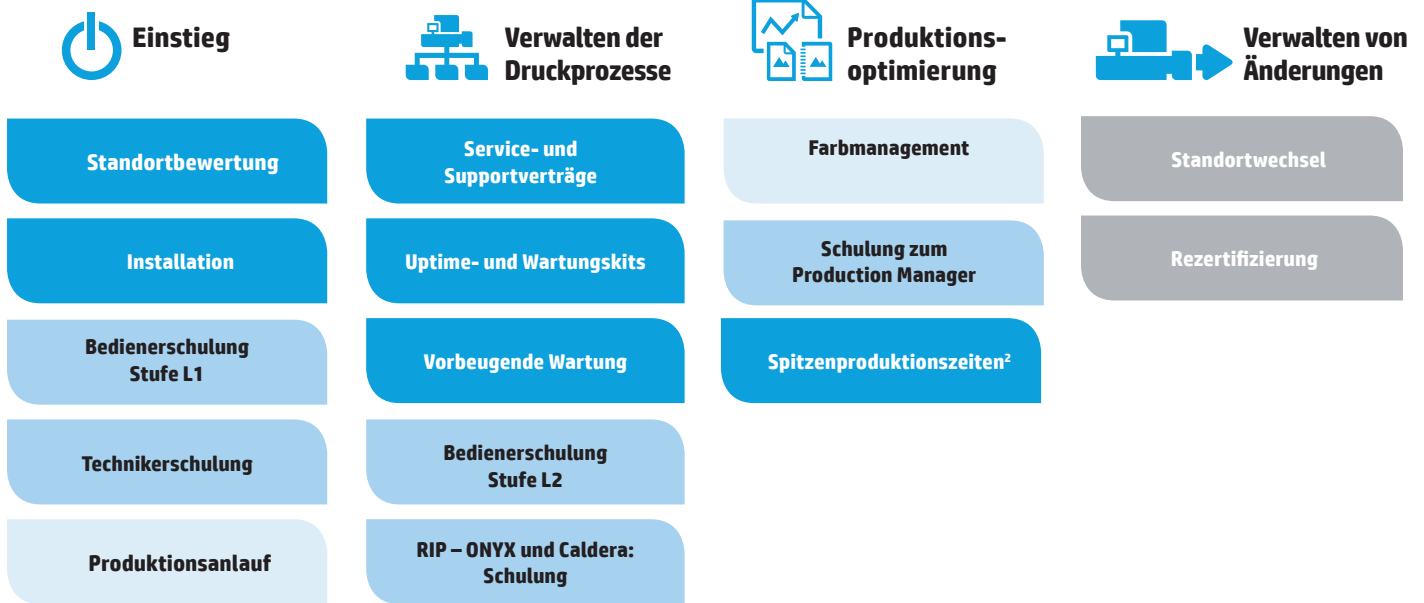 Einstieg
Standortbewertung
Installation
Bedienerschulung
Stufe L1
Technikerschulung
Produktionsanlauf
Verwalten der
Druckprozesse
Service- und
Supportverträge
Uptime- und Wartungskits
Vorbeugende Wartung
Bedienerschulung
Stufe L2
RIP – ONYX und Caldera:
Schulung
Produktions-
optimierung
Farbmanagement
Schulung zum
Production Manager
Spitzenproduktionszeiten²
Verwalten von
Änderungen
Standortwechsel
Rezertifizierung